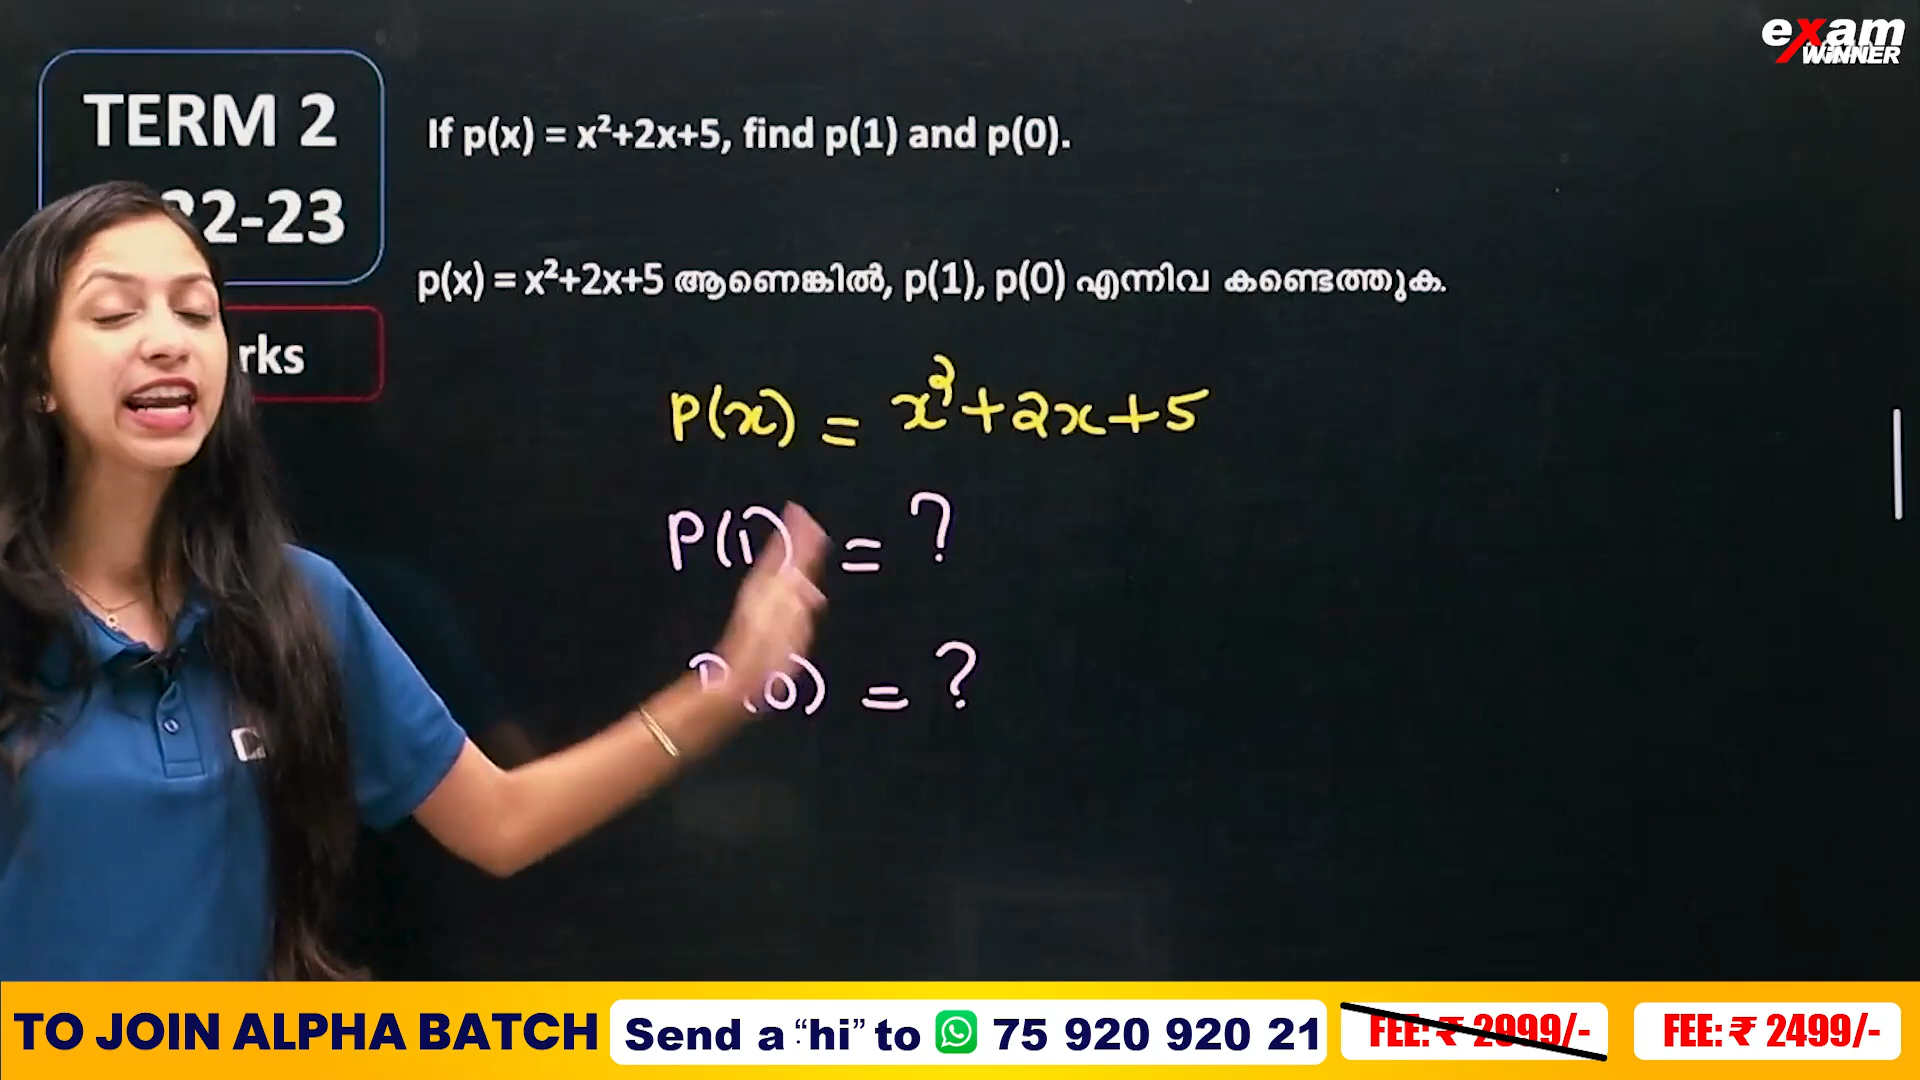 exam
WINNER
TERM 2
22-23
rks
If p(x) = x²+2x+5, find p(1) and p(0).
p(x) = x²+2x+5 ആണെങ്കിൽ, p(1), p(0) എന്നിവ കണ്ടെത്തുക.
P(x) = x²+2x+5
P(1) = ?
P(0) = ?
TO JOIN ALPHA BATCH
Send a “hi” to 75 920 920 21
FEE: ₹ 2999/-
FEE: ₹ 2499/-